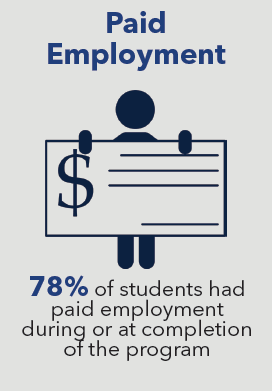 Paid
Employment
$
78% of students had
paid employment
during or at completion
of the program